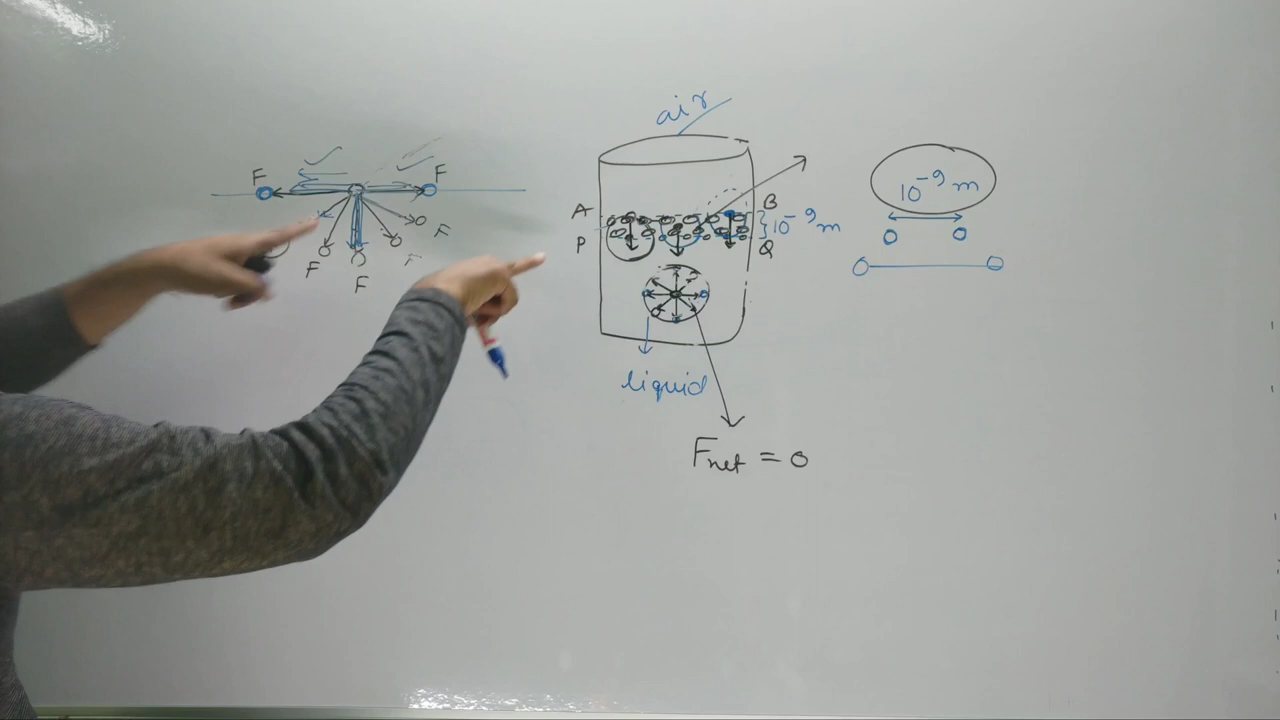 air
F F
F
F
F
F
A B
P Q
10⁻⁹ m
10⁻⁹ m
liquid
Fnet = 0